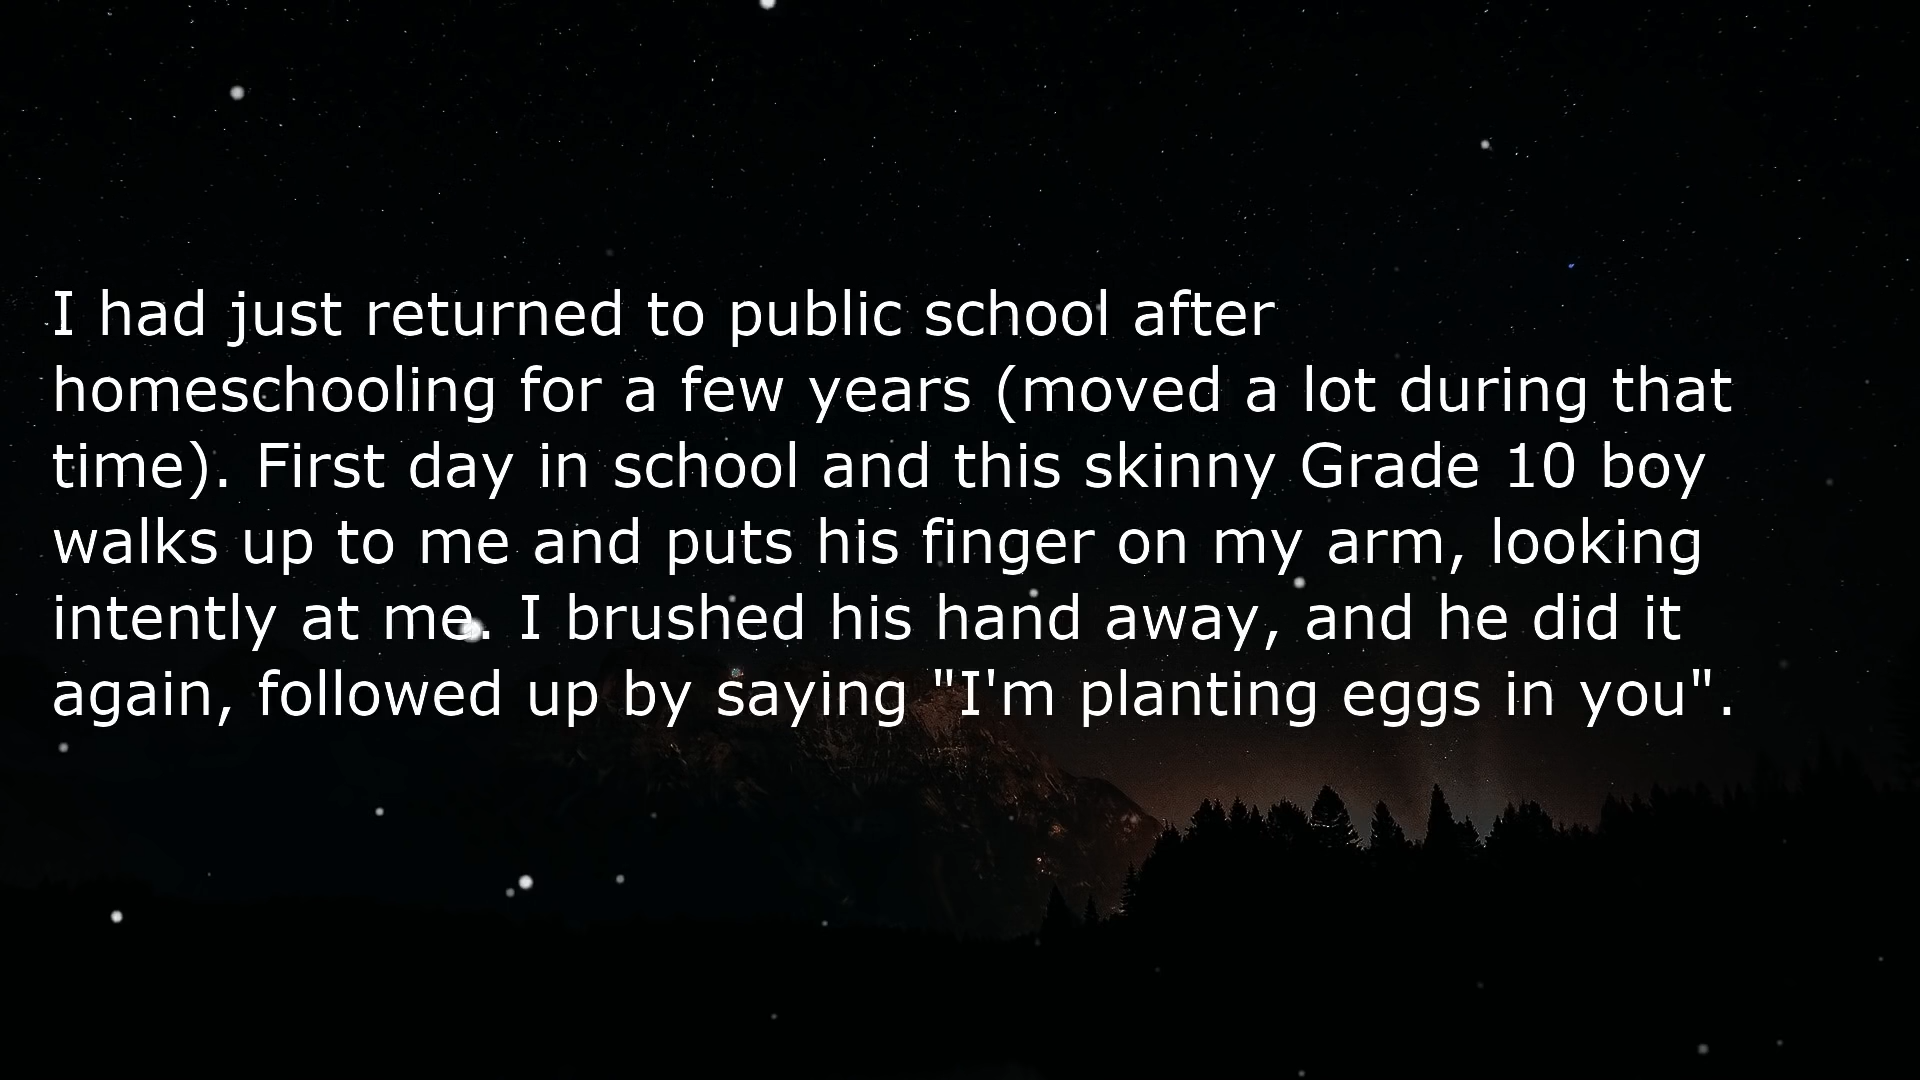 I had just returned to public school after
homeschooling for a few years (moved a lot during that
time). First day in school and this skinny Grade 10 boy
walks up to me and puts his finger on my arm, looking
intently at me. I brushed his hand away, and he did it
again, followed up by saying "I'm planting eggs in you".